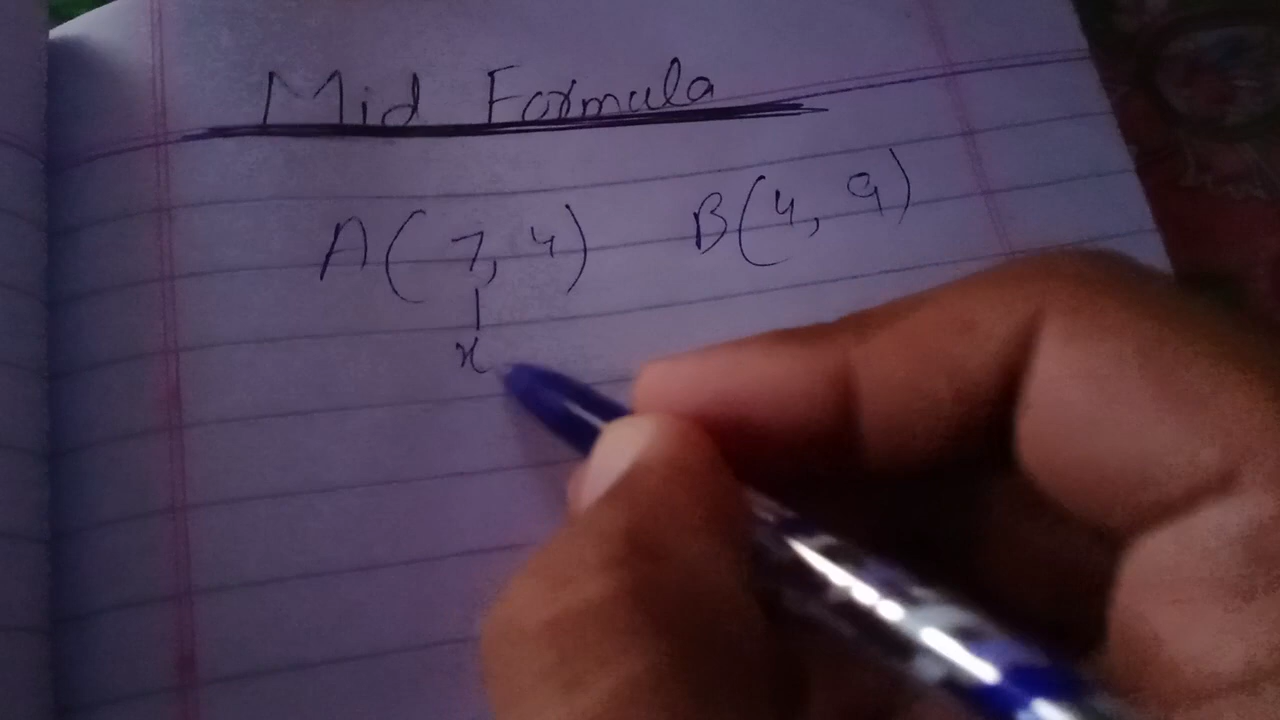 Mid Formula
A(7, 4) B(4, 9)
x